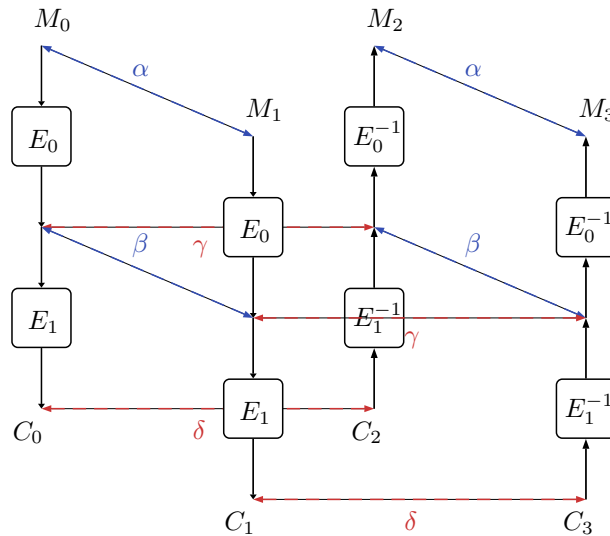 M₀ M₂
α α
M₁ M₃
E₀ E₀⁻¹
E₀ E₀⁻¹
γ β β
E₁ E₁⁻¹ γ
E₁ E₁⁻¹
C₀ δ C₂
C₁ δ C₃